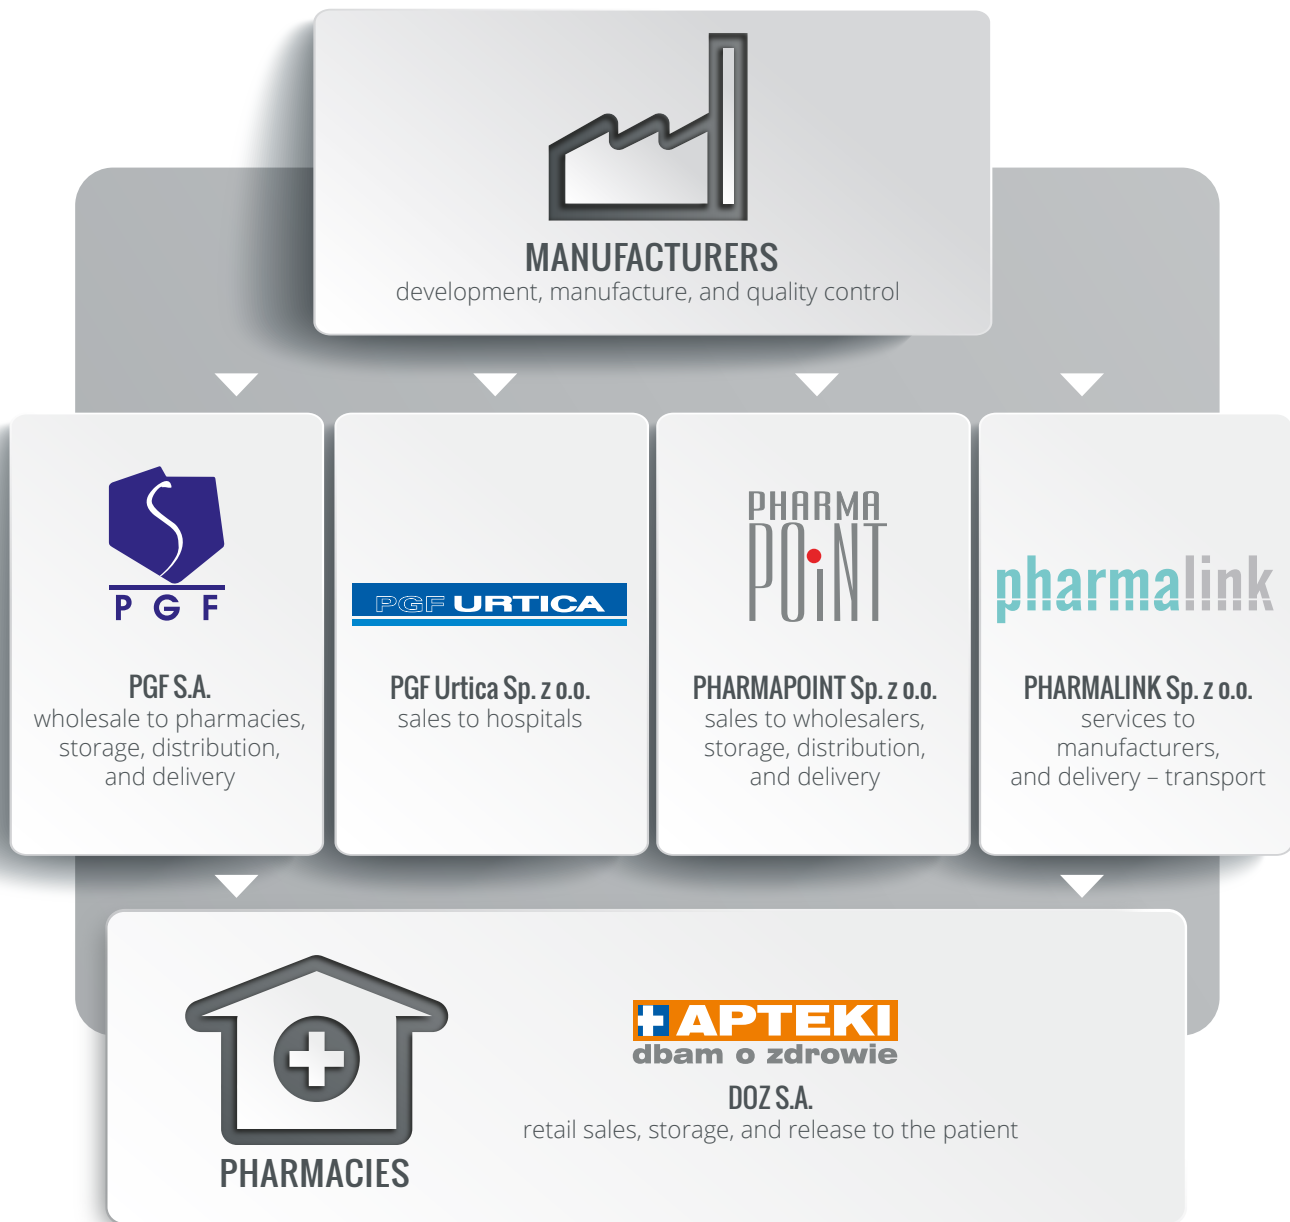 MANUFACTURERS
development, manufacture, and quality control
PGF
PGF URTICA
PHARMA
POiNT
pharmalink
PGF S.A.
wholesale to pharmacies,
storage, distribution,
and delivery
PGF Urtica Sp. z o.o.
sales to hospitals
PHARMAPOINT Sp. z o.o.
sales to wholesalers,
storage, distribution,
and delivery
PHARMALINK Sp. z o.o.
services to
manufacturers,
and delivery – transport
PHARMACIES
APTEKI
dbam o zdrowie
DOZ S.A.
retail sales, storage, and release to the patient